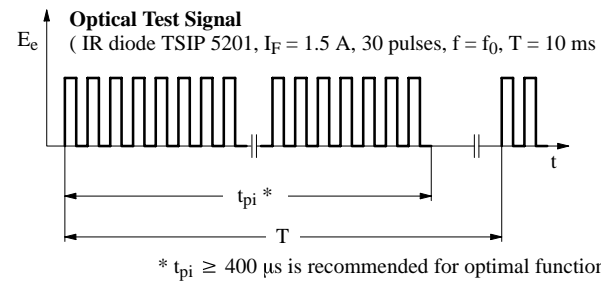 Optical Test Signal
E_e
( IR diode TSIP 5201, I_F = 1.5 A, 30 pulses, f = f_0, T = 10 ms
t
t_pi *
T
* t_pi ≥ 400 μs is recommended for optimal function